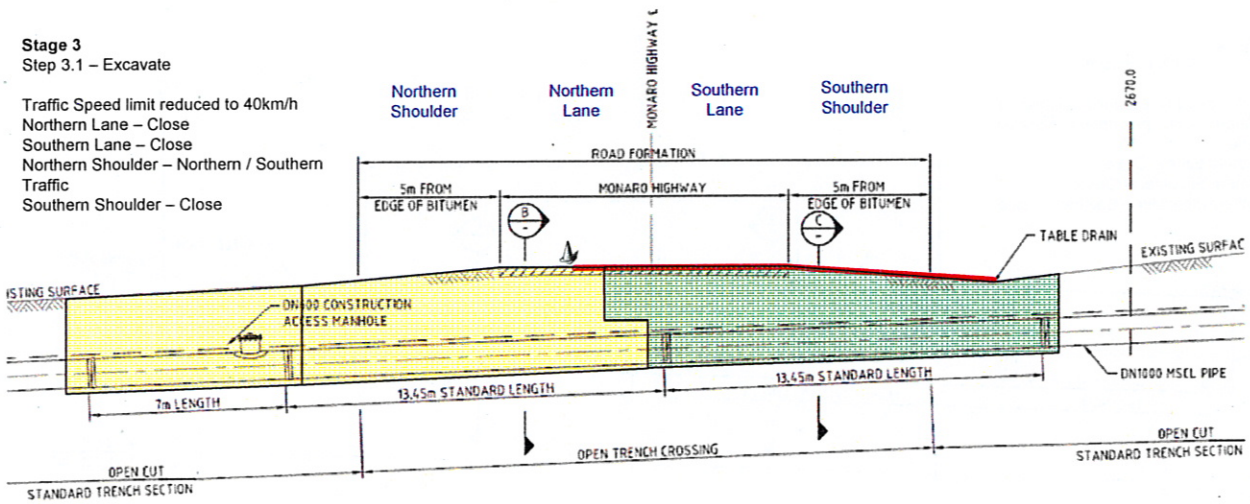 Stage 3
Step 3.1 – Excavate
Traffic Speed limit reduced to 40km/h
Northern Lane – Close
Southern Lane – Close
Northern Shoulder – Northern / Southern
Traffic
Southern Shoulder – Close
Northern
Shoulder
Northern
Lane
MONARO HIGHWAY ℄
Southern
Lane
Southern
Shoulder
2670.0
ROAD FORMATION
5m FROM
EDGE OF BITUMEN
MONARO HIGHWAY
5m FROM
EDGE OF BITUMEN
B
-
C
-
TABLE DRAIN
EXISTING SURFAC
ISTING SURFACE
DN600 CONSTRUCTION
ACCESS MANHOLE
7m LENGTH
13.45m STANDARD LENGTH
13.45m STANDARD LENGTH
DN1000 MSCL PIPE
OPEN CUT
STANDARD TRENCH SECTION
OPEN TRENCH CROSSING
OPEN CUT
STANDARD TRENCH SECTION